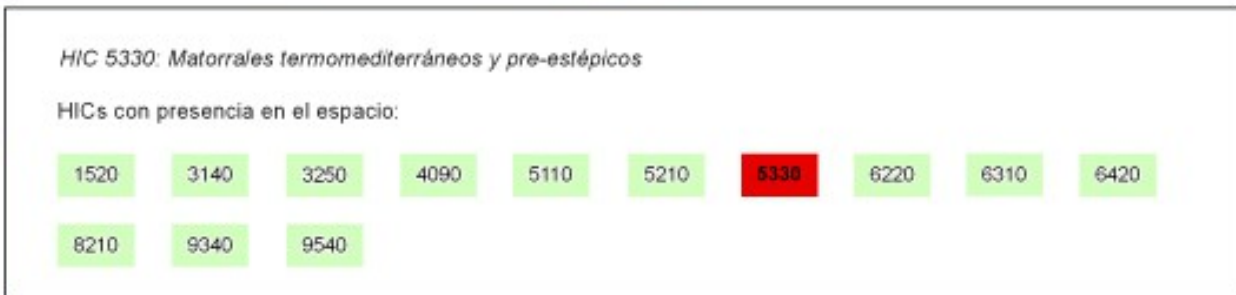 HIC 5330: Matorrales termomediterráneos y pre-estépicos
HICs con presencia en el espacio:
1520 3140 3250 4090 5110 5210 5330 6220 6310 6420
8210 9340 9540